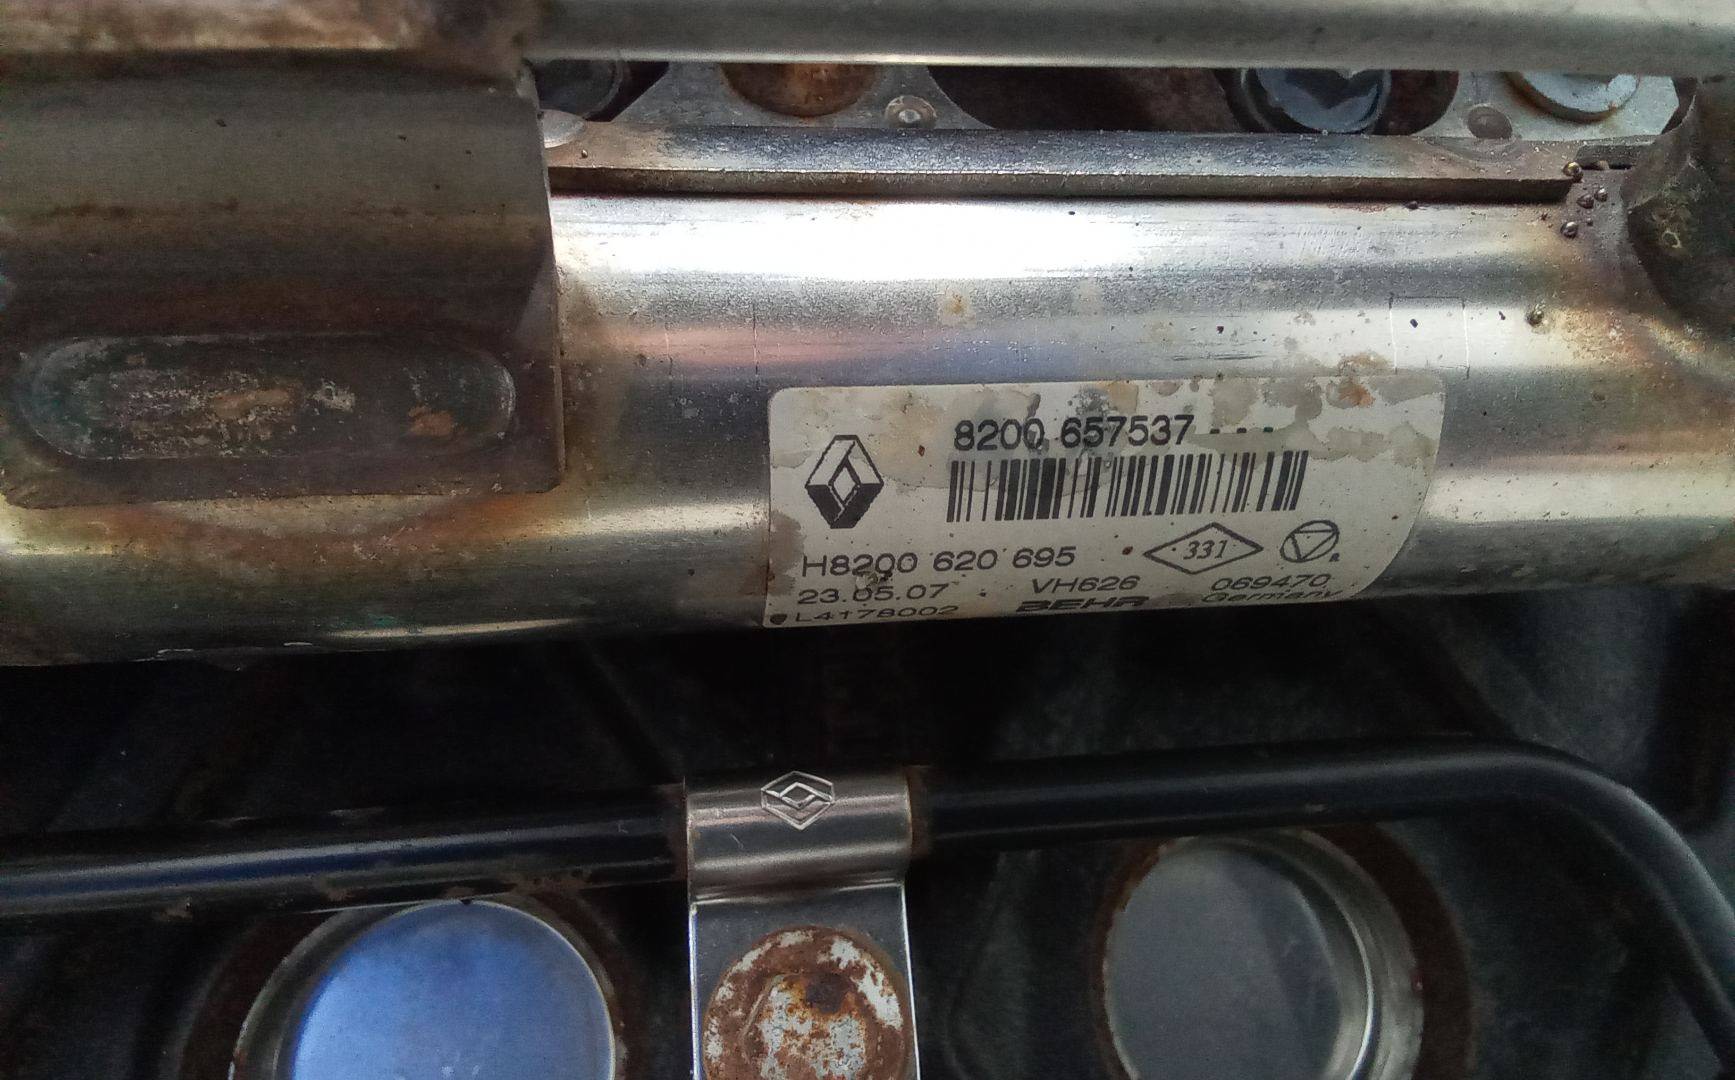 8200 657537 - - -
H8200 620 695
331
R
23.05.07 VH626 069470
L4178002 BEHR Germany